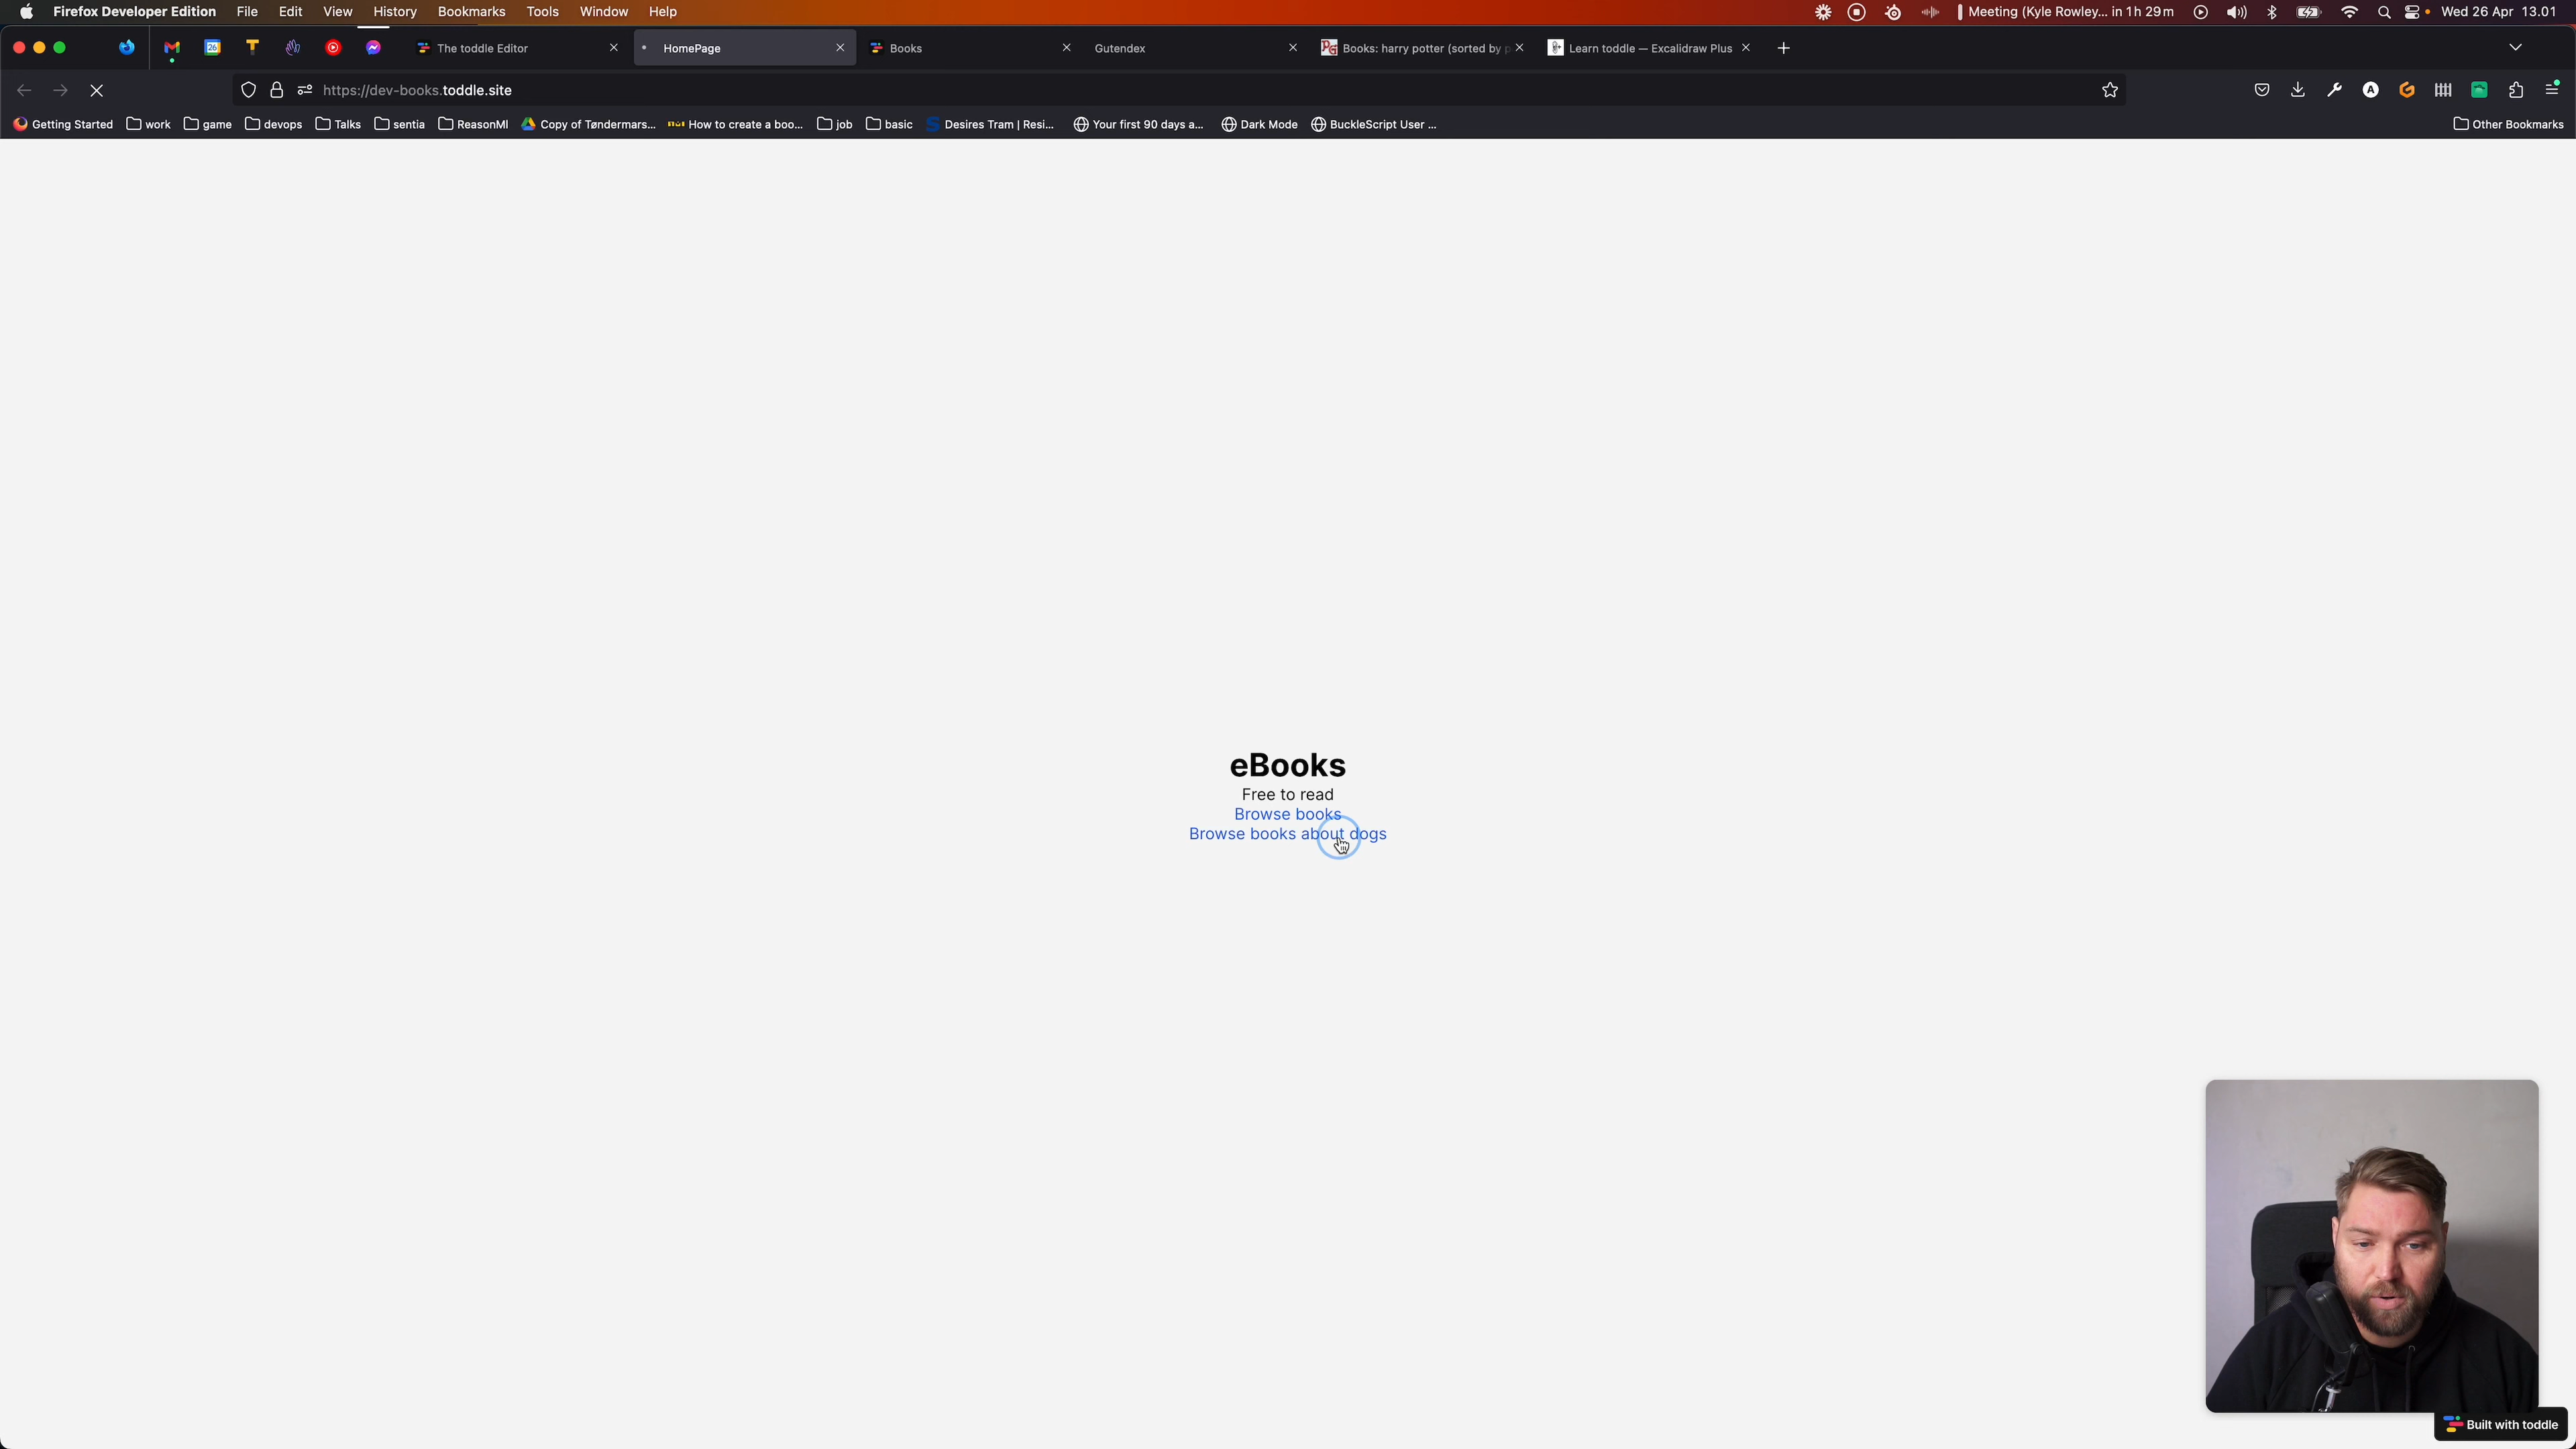 Firefox Developer Edition File Edit View History Bookmarks Tools Window Help Meeting (Kyle Rowley... in 1 h 29 m Wed 26 Apr 13.01
26 The toddle Editor HomePage Books Gutendex Books: harry potter (sorted by p Learn toddle — Excalidraw Plus
https://dev-books.toddle.site
Getting Started work game devops Talks sentia ReasonMl Copy of Tøndermars... How to create a boo... job basic Desires Tram | Resi... Your first 90 days a... Dark Mode BuckleScript User ... Other Bookmarks
eBooks
Free to read
Browse books
Browse books about dogs
Built with toddle